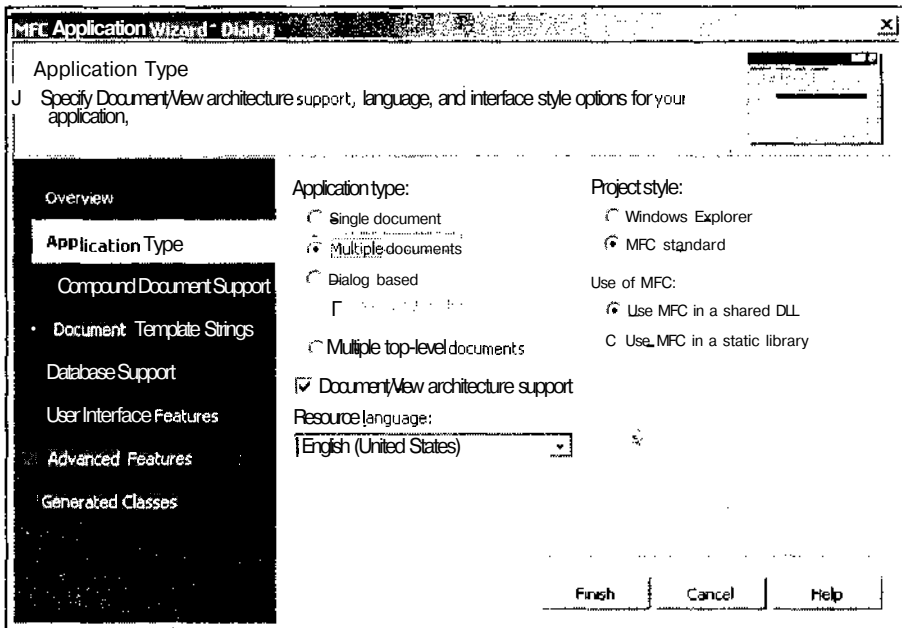 MFC Application Wizard - Dialog
Application Type
Specify Document/View architecture support, language, and interface style options for your
application,
Overview
Application Type
Compound Document Support
Document Template Strings
Database Support
User Interface Features
Advanced Features
Generated Classes
Application type:
Single document
Multiple documents
Dialog based
Multiple top-level documents
Document/View architecture support
Resource language:
English (United States)
Project style:
Windows Explorer
MFC standard
Use of MFC:
Use MFC in a shared DLL
Use MFC in a static library
Finish
Cancel
Help